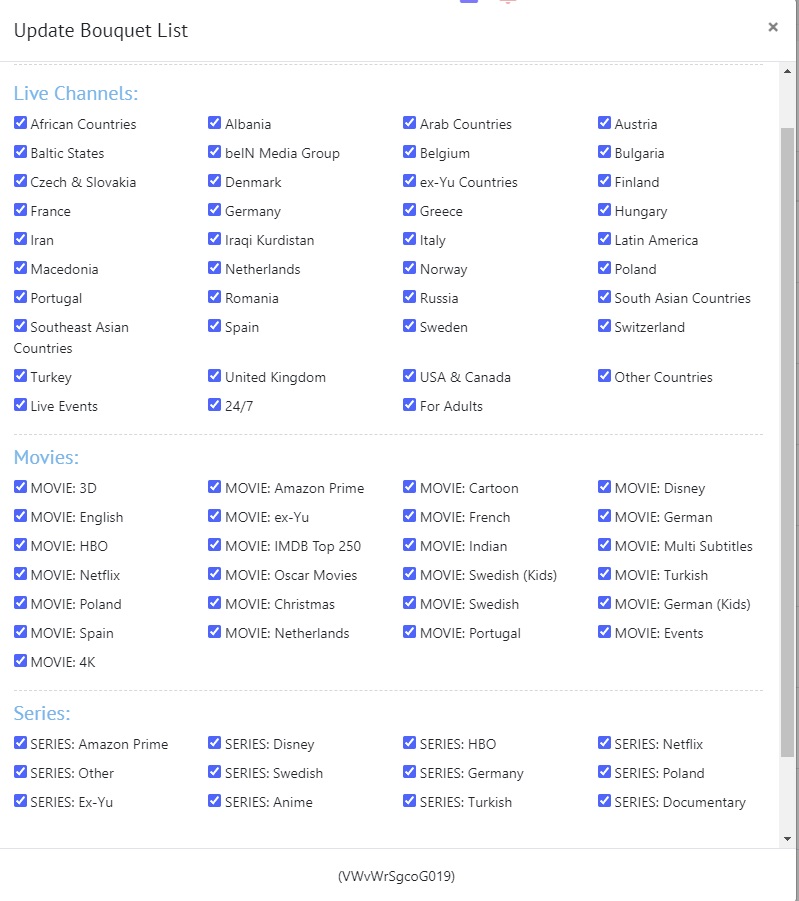 Update Bouquet List
×
Live Channels:
African Countries Albania Arab Countries Austria
Baltic States beIN Media Group Belgium Bulgaria
Czech & Slovakia Denmark ex-Yu Countries Finland
France Germany Greece Hungary
Iran Iraqi Kurdistan Italy Latin America
Macedonia Netherlands Norway Poland
Portugal Romania Russia South Asian Countries
Southeast Asian Spain Sweden Switzerland
Countries
Turkey United Kingdom USA & Canada Other Countries
Live Events 24/7 For Adults
Movies:
MOVIE: 3D MOVIE: Amazon Prime MOVIE: Cartoon MOVIE: Disney
MOVIE: English MOVIE: ex-Yu MOVIE: French MOVIE: German
MOVIE: HBO MOVIE: IMDB Top 250 MOVIE: Indian MOVIE: Multi Subtitles
MOVIE: Netflix MOVIE: Oscar Movies MOVIE: Swedish (Kids) MOVIE: Turkish
MOVIE: Poland MOVIE: Christmas MOVIE: Swedish MOVIE: German (Kids)
MOVIE: Spain MOVIE: Netherlands MOVIE: Portugal MOVIE: Events
MOVIE: 4K
Series:
SERIES: Amazon Prime SERIES: Disney SERIES: HBO SERIES: Netflix
SERIES: Other SERIES: Swedish SERIES: Germany SERIES: Poland
SERIES: Ex-Yu SERIES: Anime SERIES: Turkish SERIES: Documentary
(VWvWrSgcoG019)